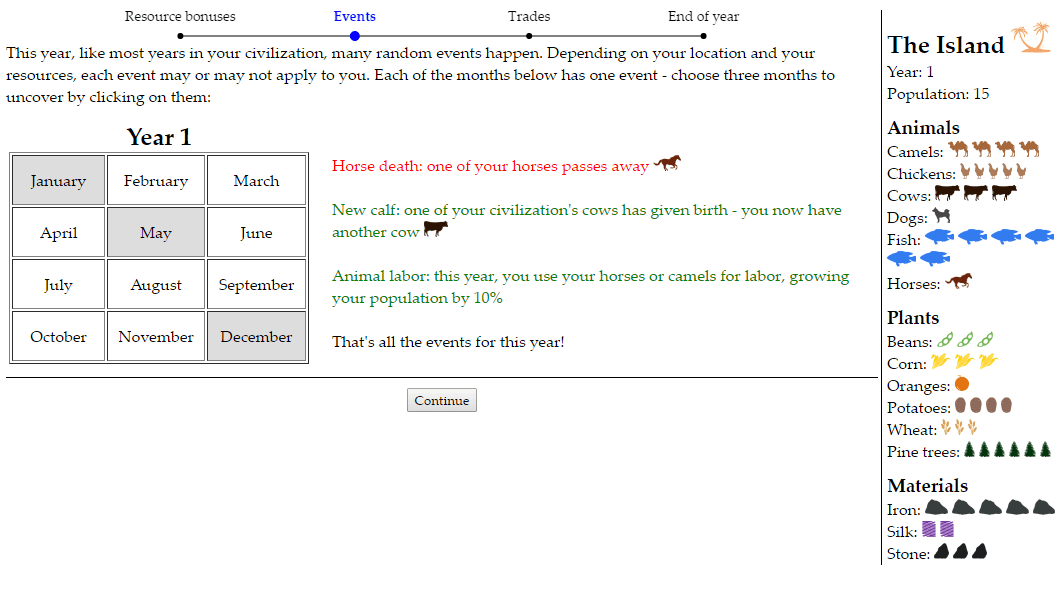 Resource bonuses
Events
Trades
End of year
This year, like most years in your civilization, many random events happen. Depending on your location and your
resources, each event may or may not apply to you. Each of the months below has one event - choose three months to
uncover by clicking on them:
Year 1
January February March
April May June
July August September
October November December
Horse death: one of your horses passes away
New calf: one of your civilization's cows has given birth - you now have
another cow
Animal labor: this year, you use your horses or camels for labor, growing
your population by 10%
That's all the events for this year!
Continue
The Island
Year: 1
Population: 15
Animals
Camels:
Chickens:
Cows:
Dogs:
Fish:
Horses:
Plants
Beans:
Corn:
Oranges:
Potatoes:
Wheat:
Pine trees:
Materials
Iron:
Silk:
Stone: